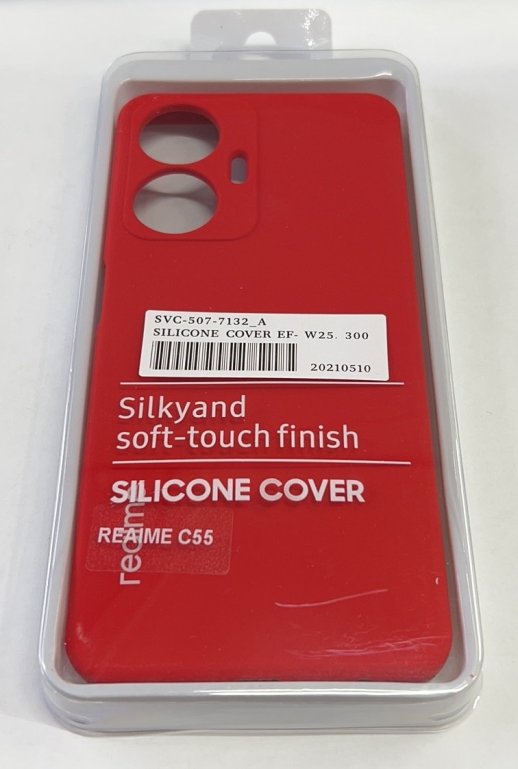 SVC-507-7132_A
SILICONE COVER EF- W25. 300
20210510
Silkyand
soft-touch finish
SILICONE COVER
REAIME C55
realme